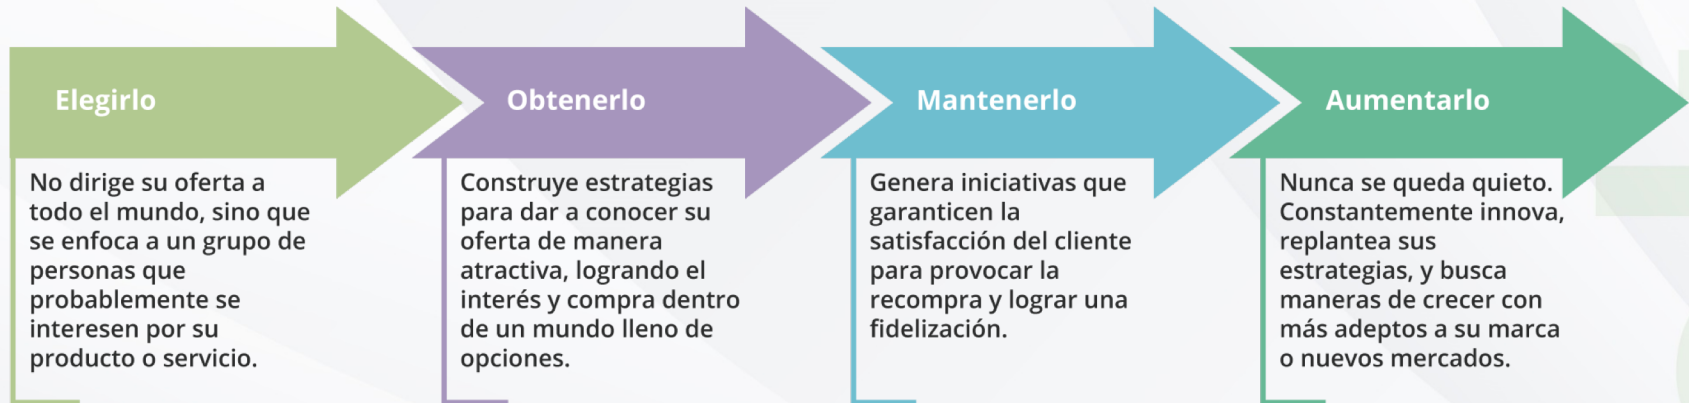 Elegirlo
No dirige su oferta a
todo el mundo, sino que
se enfoca a un grupo de
personas que
probablemente se
interesen por su
producto o servicio.
Obtenerlo
Construye estrategias
para dar a conocer su
oferta de manera
atractiva, logrando el
interés y compra dentro
de un mundo lleno de
opciones.
Mantenerlo
Genera iniciativas que
garanticen la
satisfacción del cliente
para provocar la
recompra y lograr una
fidelización.
Aumentarlo
Nunca se queda quieto.
Constantemente innova,
replantea sus
estrategias, y busca
maneras de crecer con
más adeptos a su marca
o nuevos mercados.